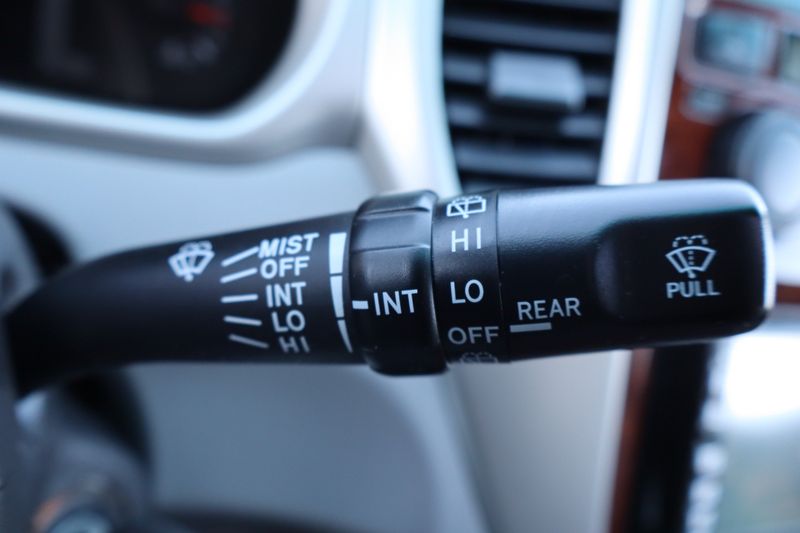 MIST
OFF
INT
LO
HI
INT
HI
LO
OFF
REAR
PULL